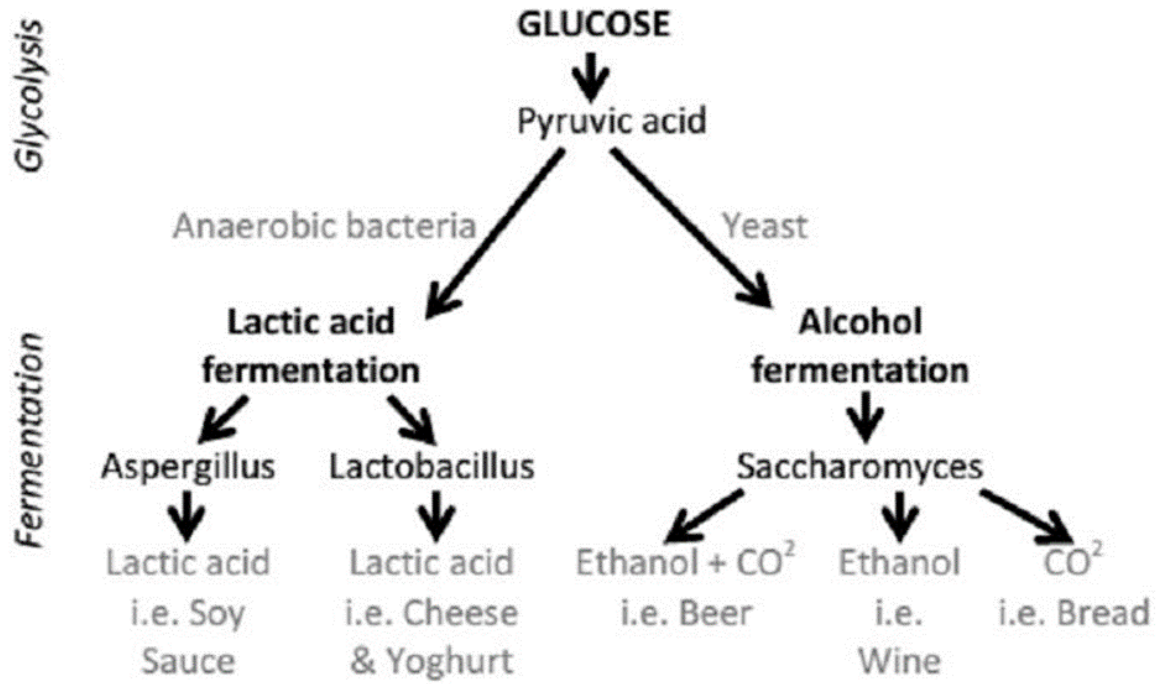 Glycolysis
GLUCOSE
Pyruvic acid
Anaerobic bacteria
Yeast
Fermentation
Lactic acid
fermentation
Alcohol
fermentation
Aspergillus
Lactobacillus
Saccharomyces
Lactic acid
i.e. Soy
Sauce
Lactic acid
i.e. Cheese
& Yoghurt
Ethanol + CO²
i.e. Beer
Ethanol
i.e.
Wine
CO²
i.e. Bread